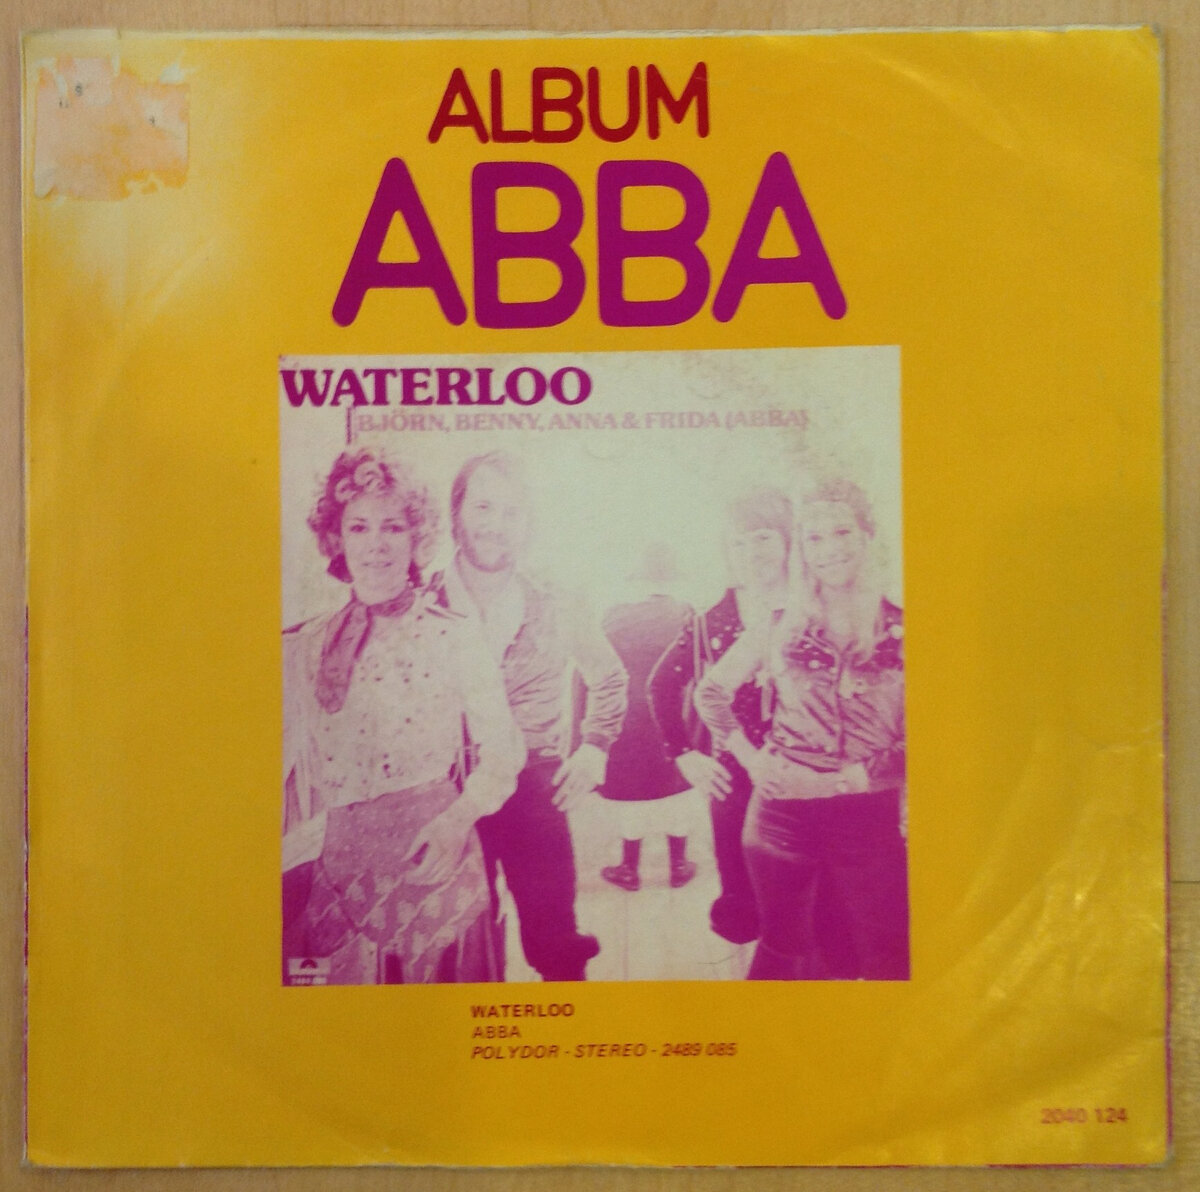 ALBUM
ABBA
WATERLOO
BJÖRN, BENNY, ANNA & FRIDA (ABBA)
WATERLOO
ABBA
POLYDOR - STEREO - 2489 085
2040 124